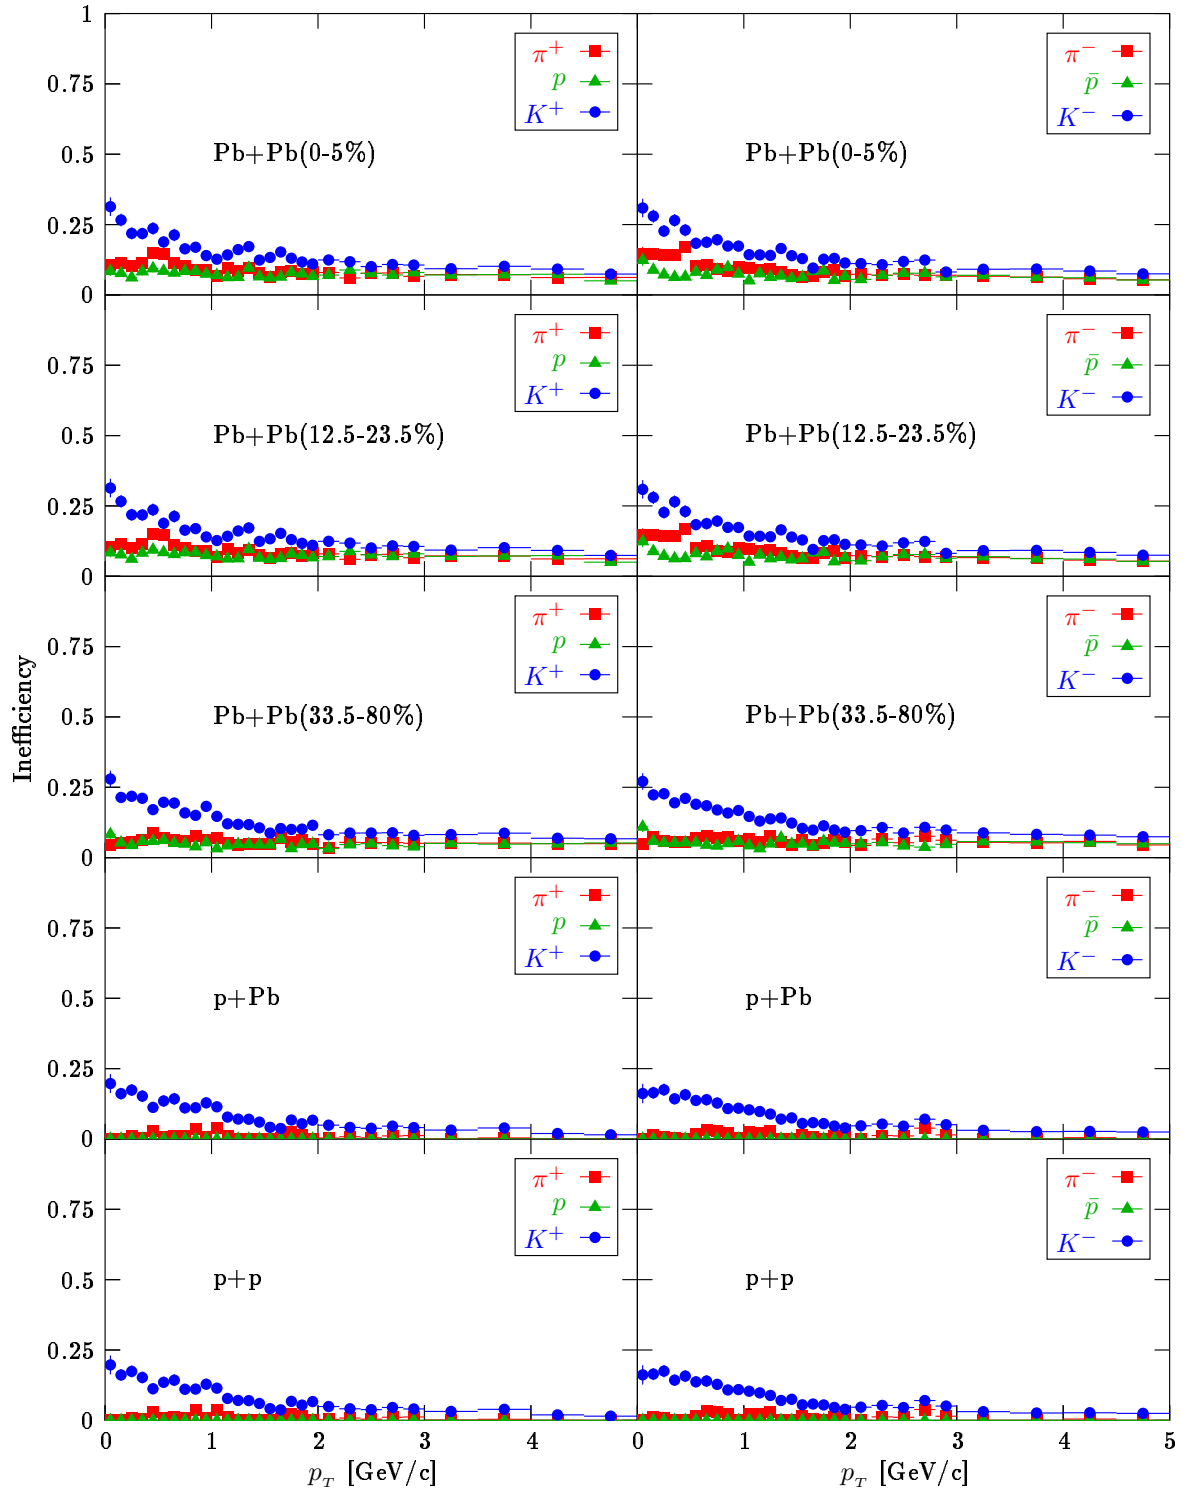 1
0.75
0.5
0.25
0
π⁺
p
K⁺
Pb+Pb(0-5%)
π⁻
p̄
K⁻
Pb+Pb(0-5%)
0.75
0.5
0.25
0
π⁺
p
K⁺
Pb+Pb(12.5-23.5%)
π⁻
p̄
K⁻
Pb+Pb(12.5-23.5%)
Inefficiency
0.75
0.5
0.25
0
π⁺
p
K⁺
Pb+Pb(33.5-80%)
π⁻
p̄
K⁻
Pb+Pb(33.5-80%)
0.75
0.5
0.25
0
π⁺
p
K⁺
p+Pb
π⁻
p̄
K⁻
p+Pb
0.75
0.5
0.25
0
π⁺
p
K⁺
p+p
π⁻
p̄
K⁻
p+p
0 1 2 3 4 0 1 2 3 4 5
p_T [GeV/c] p_T [GeV/c]